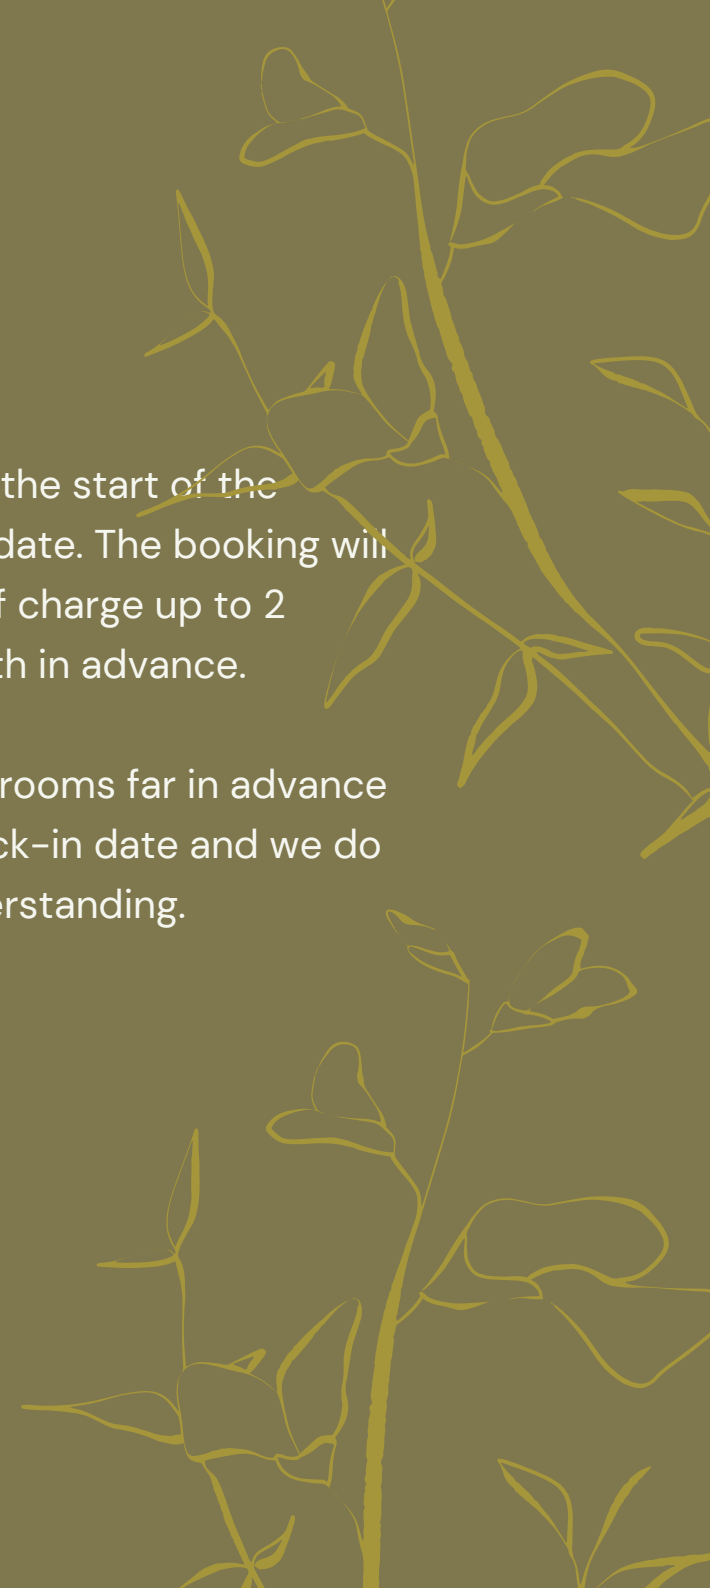 the start of the
date. The booking will
f charge up to 2
th in advance.
rooms far in advance
ck-in date and we do
erstanding.